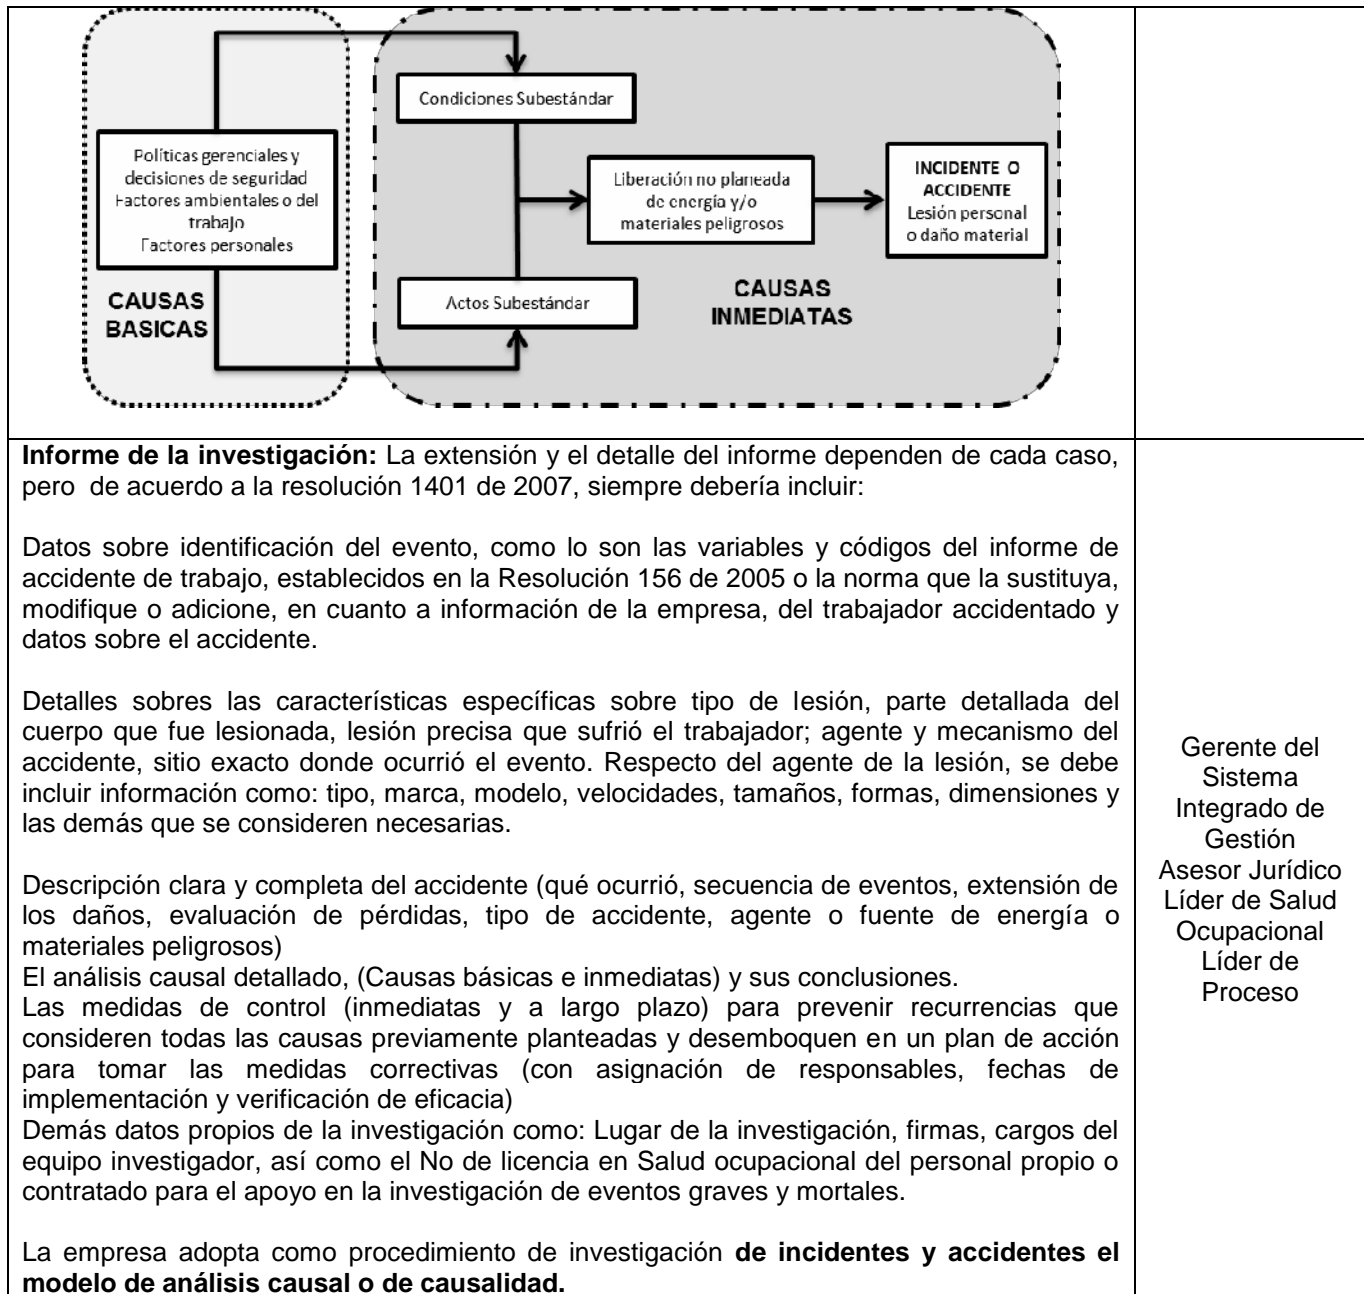 Condiciones Subestándar
Políticas gerenciales y
decisiones de seguridad
Factores ambientales o del
trabajo
Factores personales
CAUSAS
BASICAS
Liberación no planeada
de energía y/o
materiales peligrosos
INCIDENTE O
ACCIDENTE
Lesión personal
o daño material
Actos Subestándar
CAUSAS
INMEDIATAS
Informe de la investigación: La extensión y el detalle del informe dependen de cada caso,
pero de acuerdo a la resolución 1401 de 2007, siempre debería incluir:
Datos sobre identificación del evento, como lo son las variables y códigos del informe de
accidente de trabajo, establecidos en la Resolución 156 de 2005 o la norma que la sustituya,
modifique o adicione, en cuanto a información de la empresa, del trabajador accidentado y
datos sobre el accidente.
Detalles sobres las características específicas sobre tipo de lesión, parte detallada del
cuerpo que fue lesionada, lesión precisa que sufrió el trabajador; agente y mecanismo del
accidente, sitio exacto donde ocurrió el evento. Respecto del agente de la lesión, se debe
incluir información como: tipo, marca, modelo, velocidades, tamaños, formas, dimensiones y
las demás que se consideren necesarias.
Descripción clara y completa del accidente (qué ocurrió, secuencia de eventos, extensión de
los daños, evaluación de pérdidas, tipo de accidente, agente o fuente de energía o
materiales peligrosos)
El análisis causal detallado, (Causas básicas e inmediatas) y sus conclusiones.
Las medidas de control (inmediatas y a largo plazo) para prevenir recurrencias que
consideren todas las causas previamente planteadas y desemboquen en un plan de acción
para tomar las medidas correctivas (con asignación de responsables, fechas de
implementación y verificación de eficacia)
Demás datos propios de la investigación como: Lugar de la investigación, firmas, cargos del
equipo investigador, así como el No de licencia en Salud ocupacional del personal propio o
contratado para el apoyo en la investigación de eventos graves y mortales.
La empresa adopta como procedimiento de investigación de incidentes y accidentes el
modelo de análisis causal o de causalidad.
Gerente del
Sistema
Integrado de
Gestión
Asesor Jurídico
Líder de Salud
Ocupacional
Líder de
Proceso